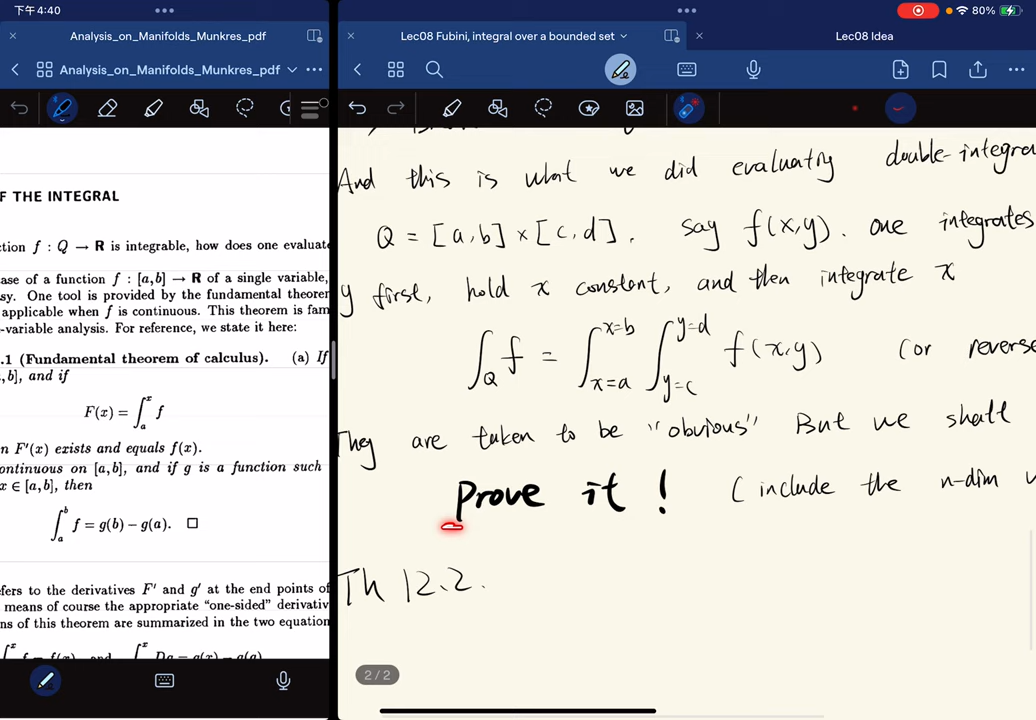 下午4:40
80%
Analysis_on_Manifolds_Munkres_pdf
Lec08 Fubini, integral over a bounded set
Lec08 Idea
Analysis_on_Manifolds_Munkres_pdf
F THE INTEGRAL
ction f : Q → R is integrable, how does one evaluate
ase of a function f : [a, b] → R of a single variable,
sy. One tool is provided by the fundamental theorem
applicable when f is continuous. This theorem is fam
-variable analysis. For reference, we state it here:
.1 (Fundamental theorem of calculus). (a) If
a, b], and if
F(x) = ∫_a^x f
n F′(x) exists and equals f(x).
ontinuous on [a, b], and if g is a function such
x ∈ [a, b], then
∫_a^b f = g(b) − g(a). □
efers to the derivatives F′ and g′ at the end points of
means of course the appropriate "one-sided" derivativ
ns of this theorem are summarized in the two equation
And this is what we did evaluatry double-integra
Q = [a,b] × [c,d]. say f(x,y). one integrates
y first, hold x constant, and then integrate x
∫_Q f = ∫_{x=a}^{x=b} ∫_{y=c}^{y=d} f(x,y) (or reverse
They are taken to be "obvious" But we shall
prove it! (include the n-dim
Th 12.2.
2 / 2